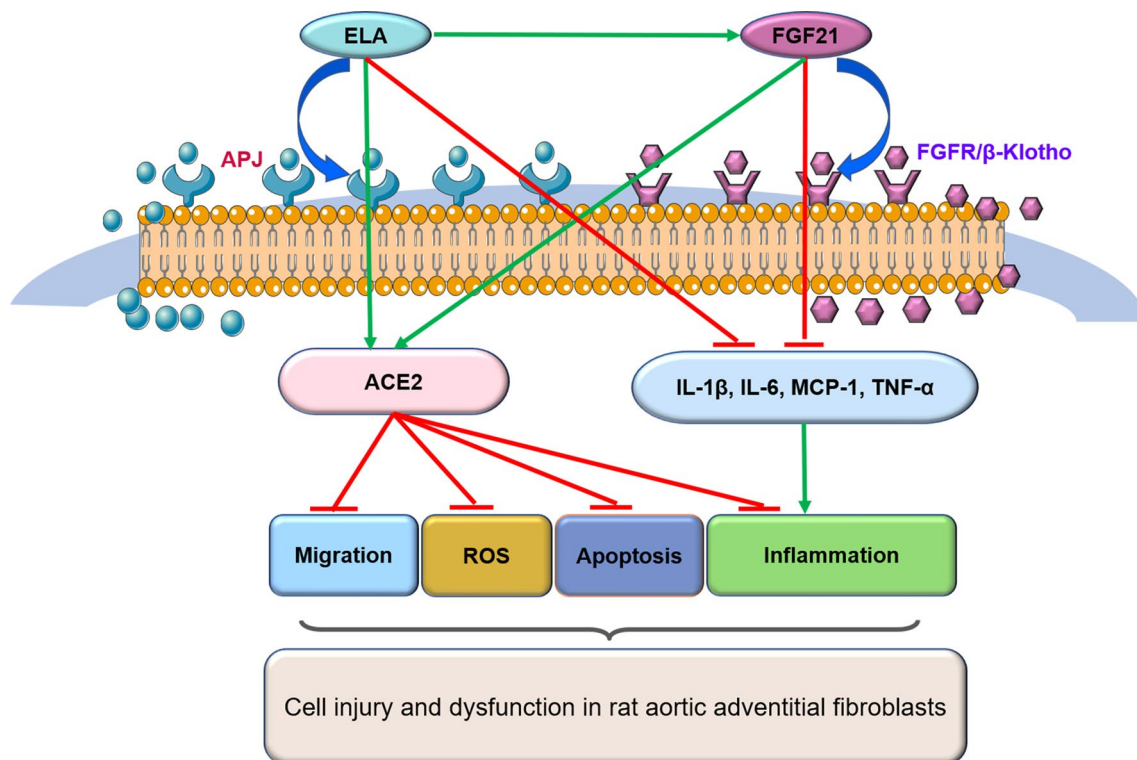 ELA
FGF21
APJ
FGFR/β-Klotho
ACE2
IL-1β, IL-6, MCP-1, TNF-α
Migration
ROS
Apoptosis
Inflammation
Cell injury and dysfunction in rat aortic adventitial fibroblasts